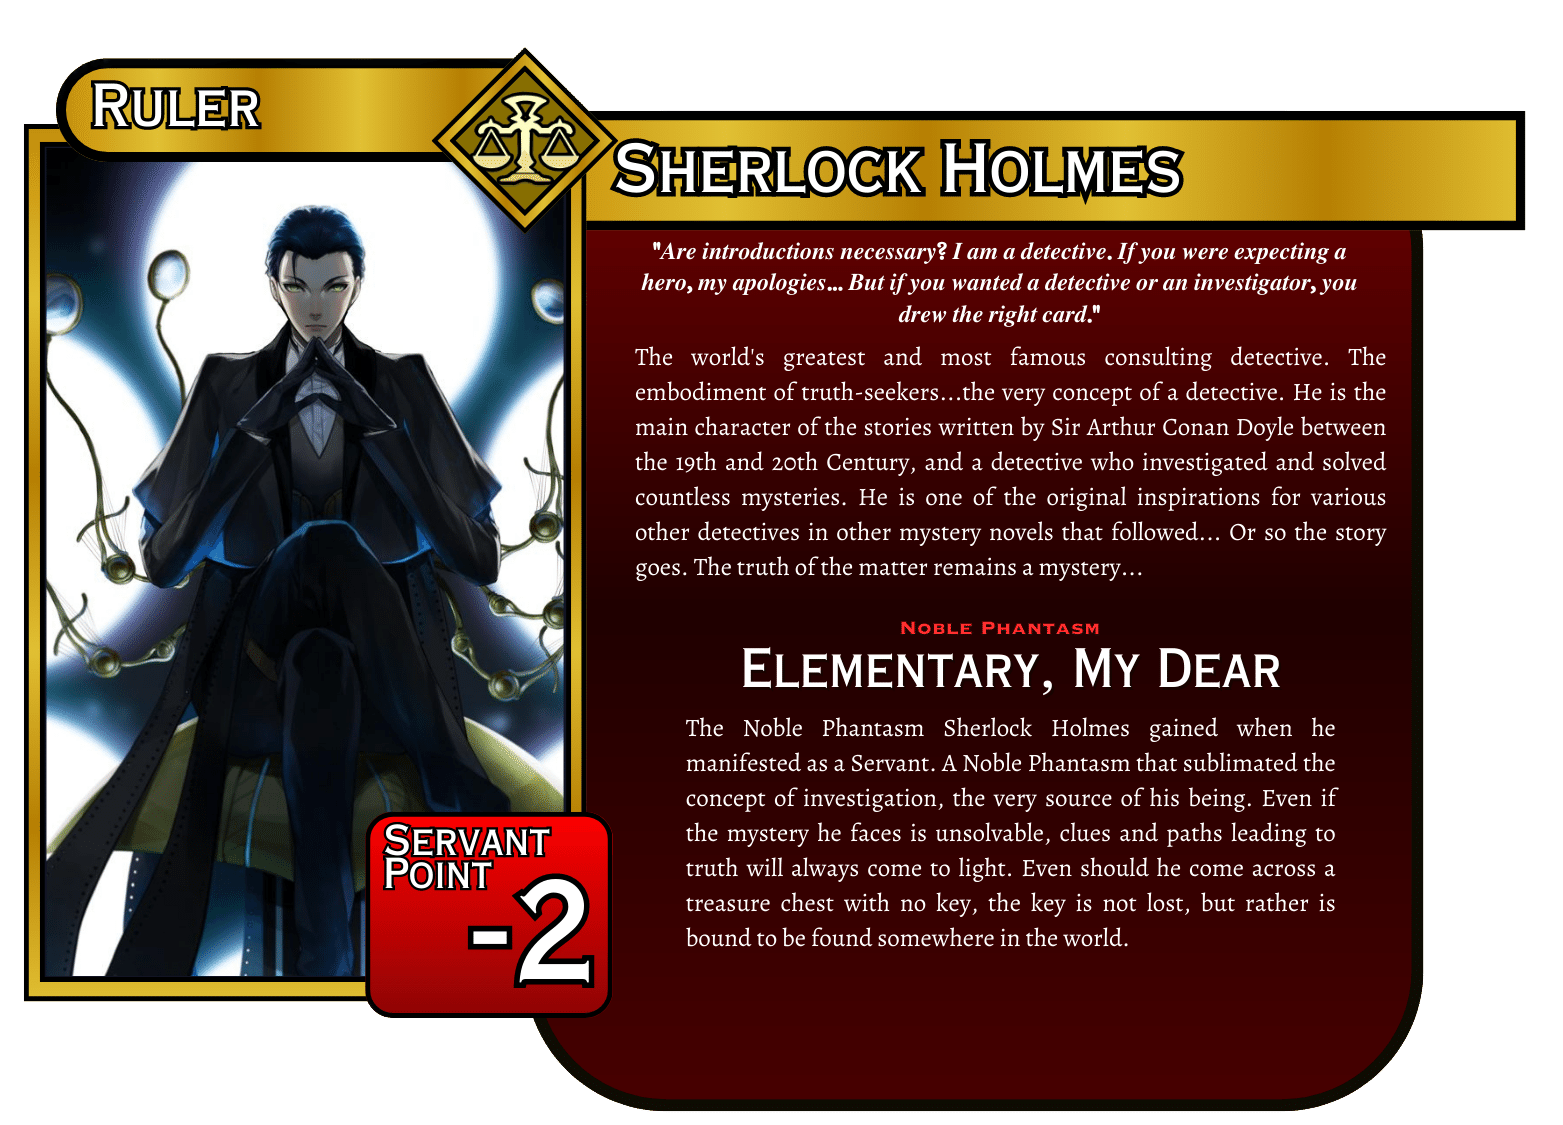 RULER
SHERLOCK HOLMES
"Are introductions necessary? I am a detective. If you were expecting a
hero, my apologies... But if you wanted a detective or an investigator, you
drew the right card."
The world's greatest and most famous consulting detective. The
embodiment of truth-seekers...the very concept of a detective. He is the
main character of the stories written by Sir Arthur Conan Doyle between
the 19th and 20th Century, and a detective who investigated and solved
countless mysteries. He is one of the original inspirations for various
other detectives in other mystery novels that followed... Or so the story
goes. The truth of the matter remains a mystery...
NOBLE PHANTASM
ELEMENTARY, MY DEAR
The Noble Phantasm Sherlock Holmes gained when he
manifested as a Servant. A Noble Phantasm that sublimated the
concept of investigation, the very source of his being. Even if
the mystery he faces is unsolvable, clues and paths leading to
truth will always come to light. Even should he come across a
treasure chest with no key, the key is not lost, but rather is
bound to be found somewhere in the world.
SERVANT
POINT
-2